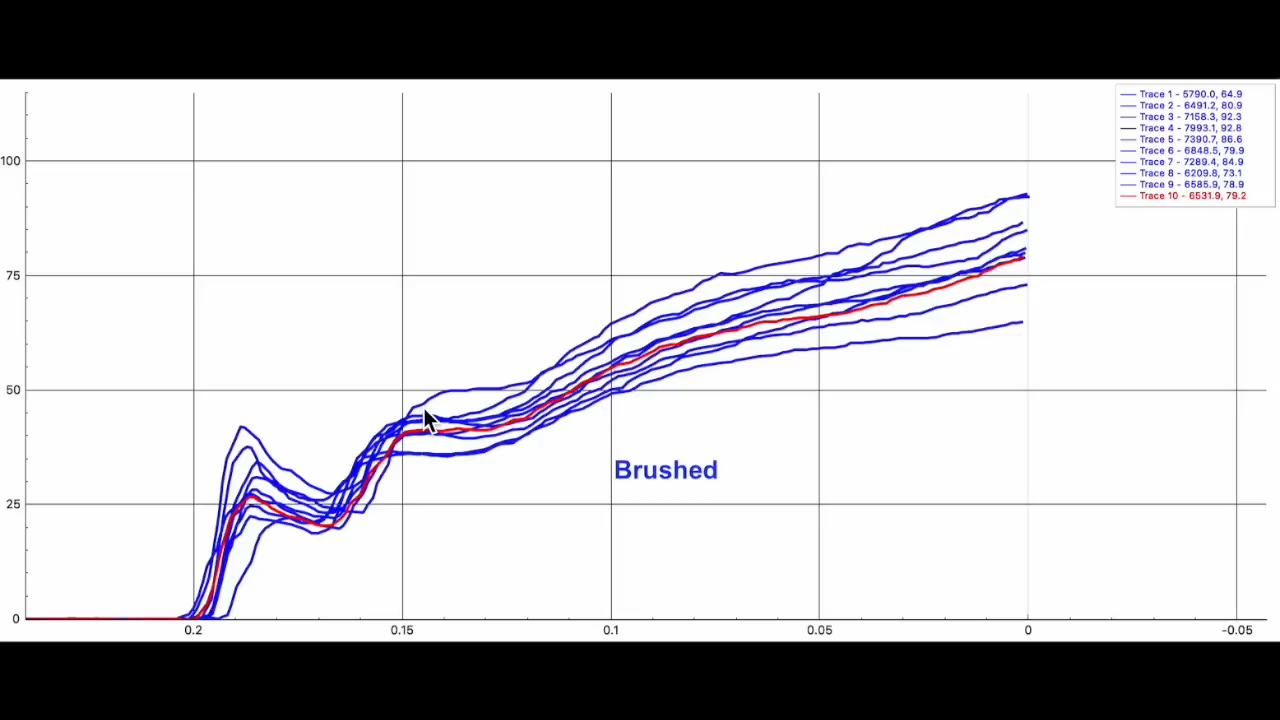 Trace 1 - 5790.0, 64.9
Trace 2 - 6491.2, 80.9
Trace 3 - 7158.3, 92.3
Trace 4 - 7993.1, 92.8
Trace 5 - 7390.7, 86.6
Trace 6 - 6848.5, 79.9
Trace 7 - 7289.4, 84.9
Trace 8 - 6209.8, 73.1
Trace 9 - 6585.9, 78.9
Trace 10 - 6531.9, 79.2
100
75
50
Brushed
25
0
0.2 0.15 0.1 0.05 0 -0.05